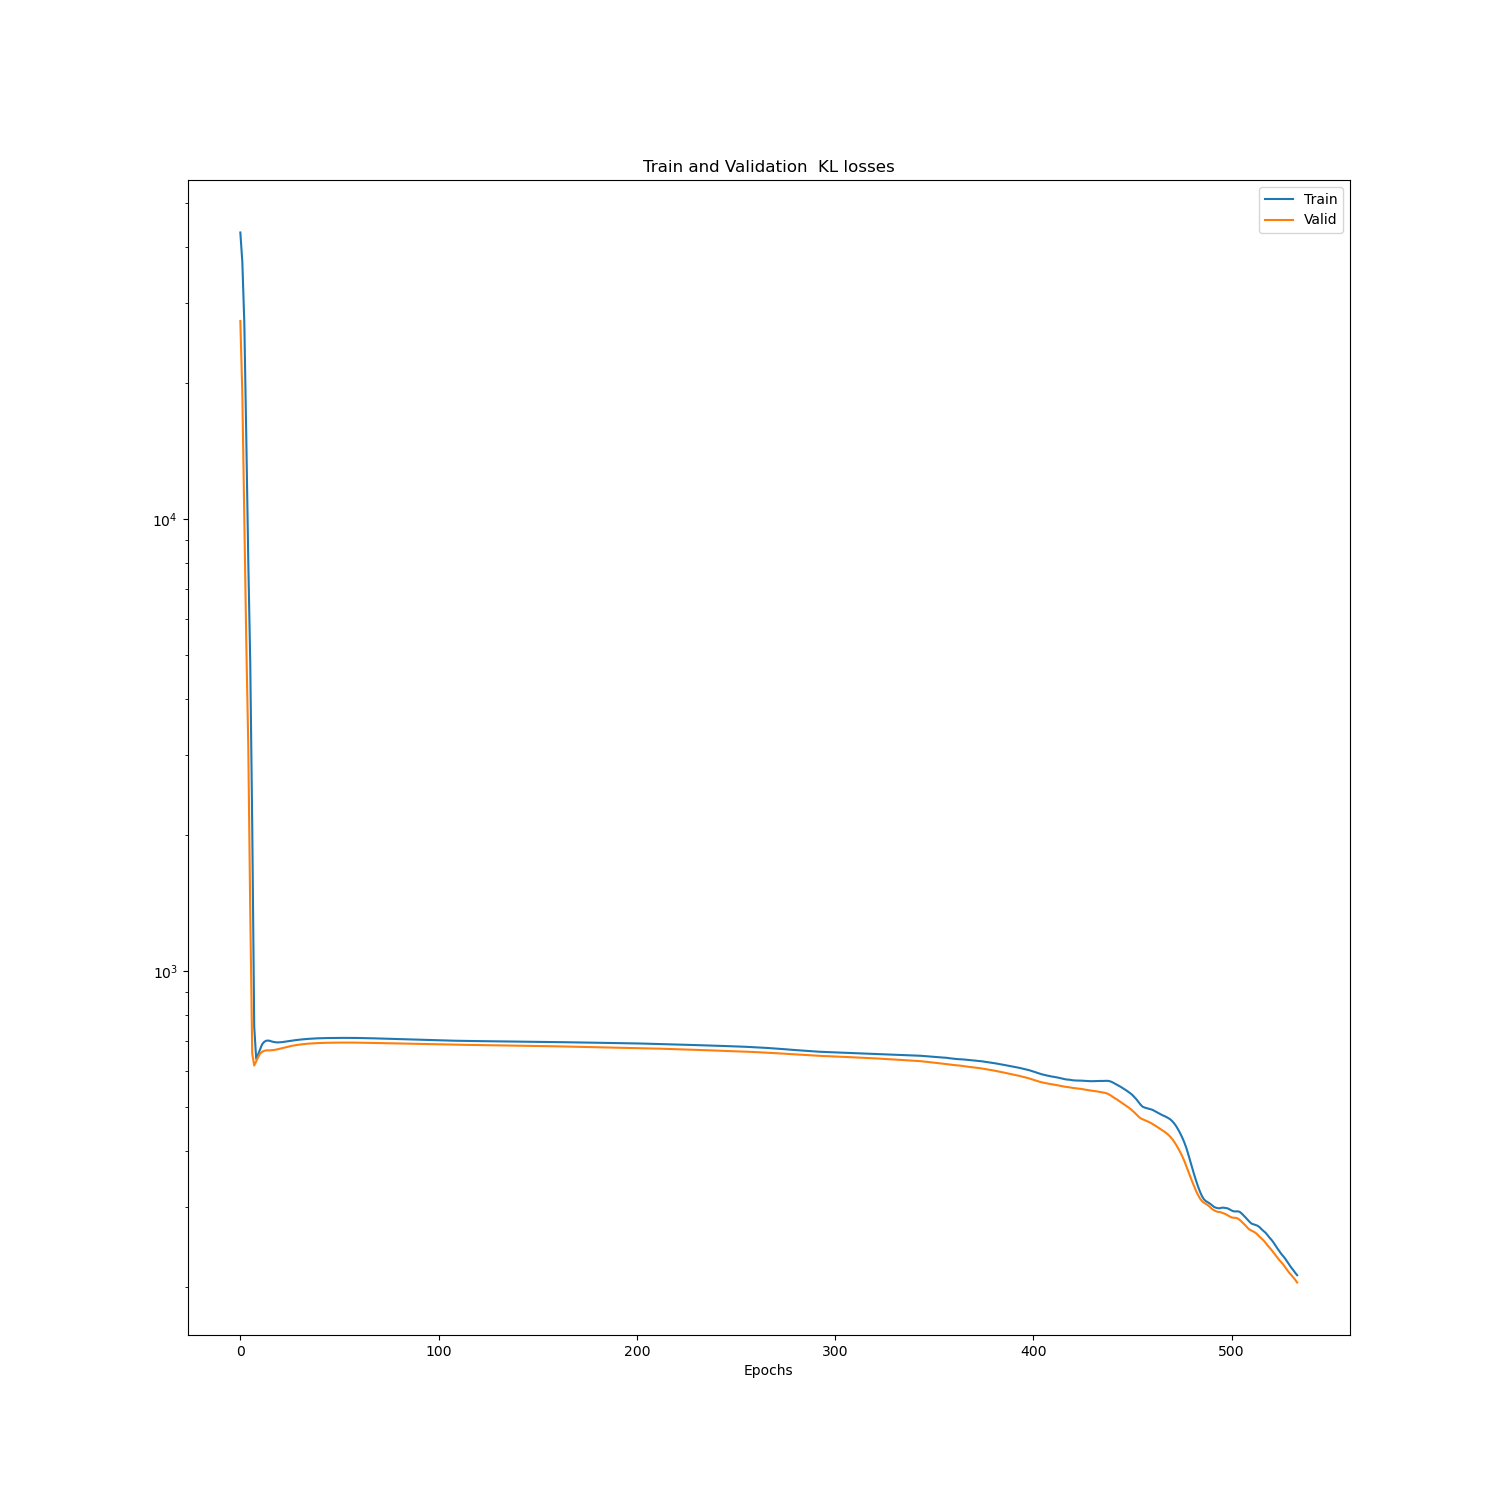 Train and Validation  KL losses
Train
Valid
10^4
10^3
0 100 200 300 400 500
Epochs